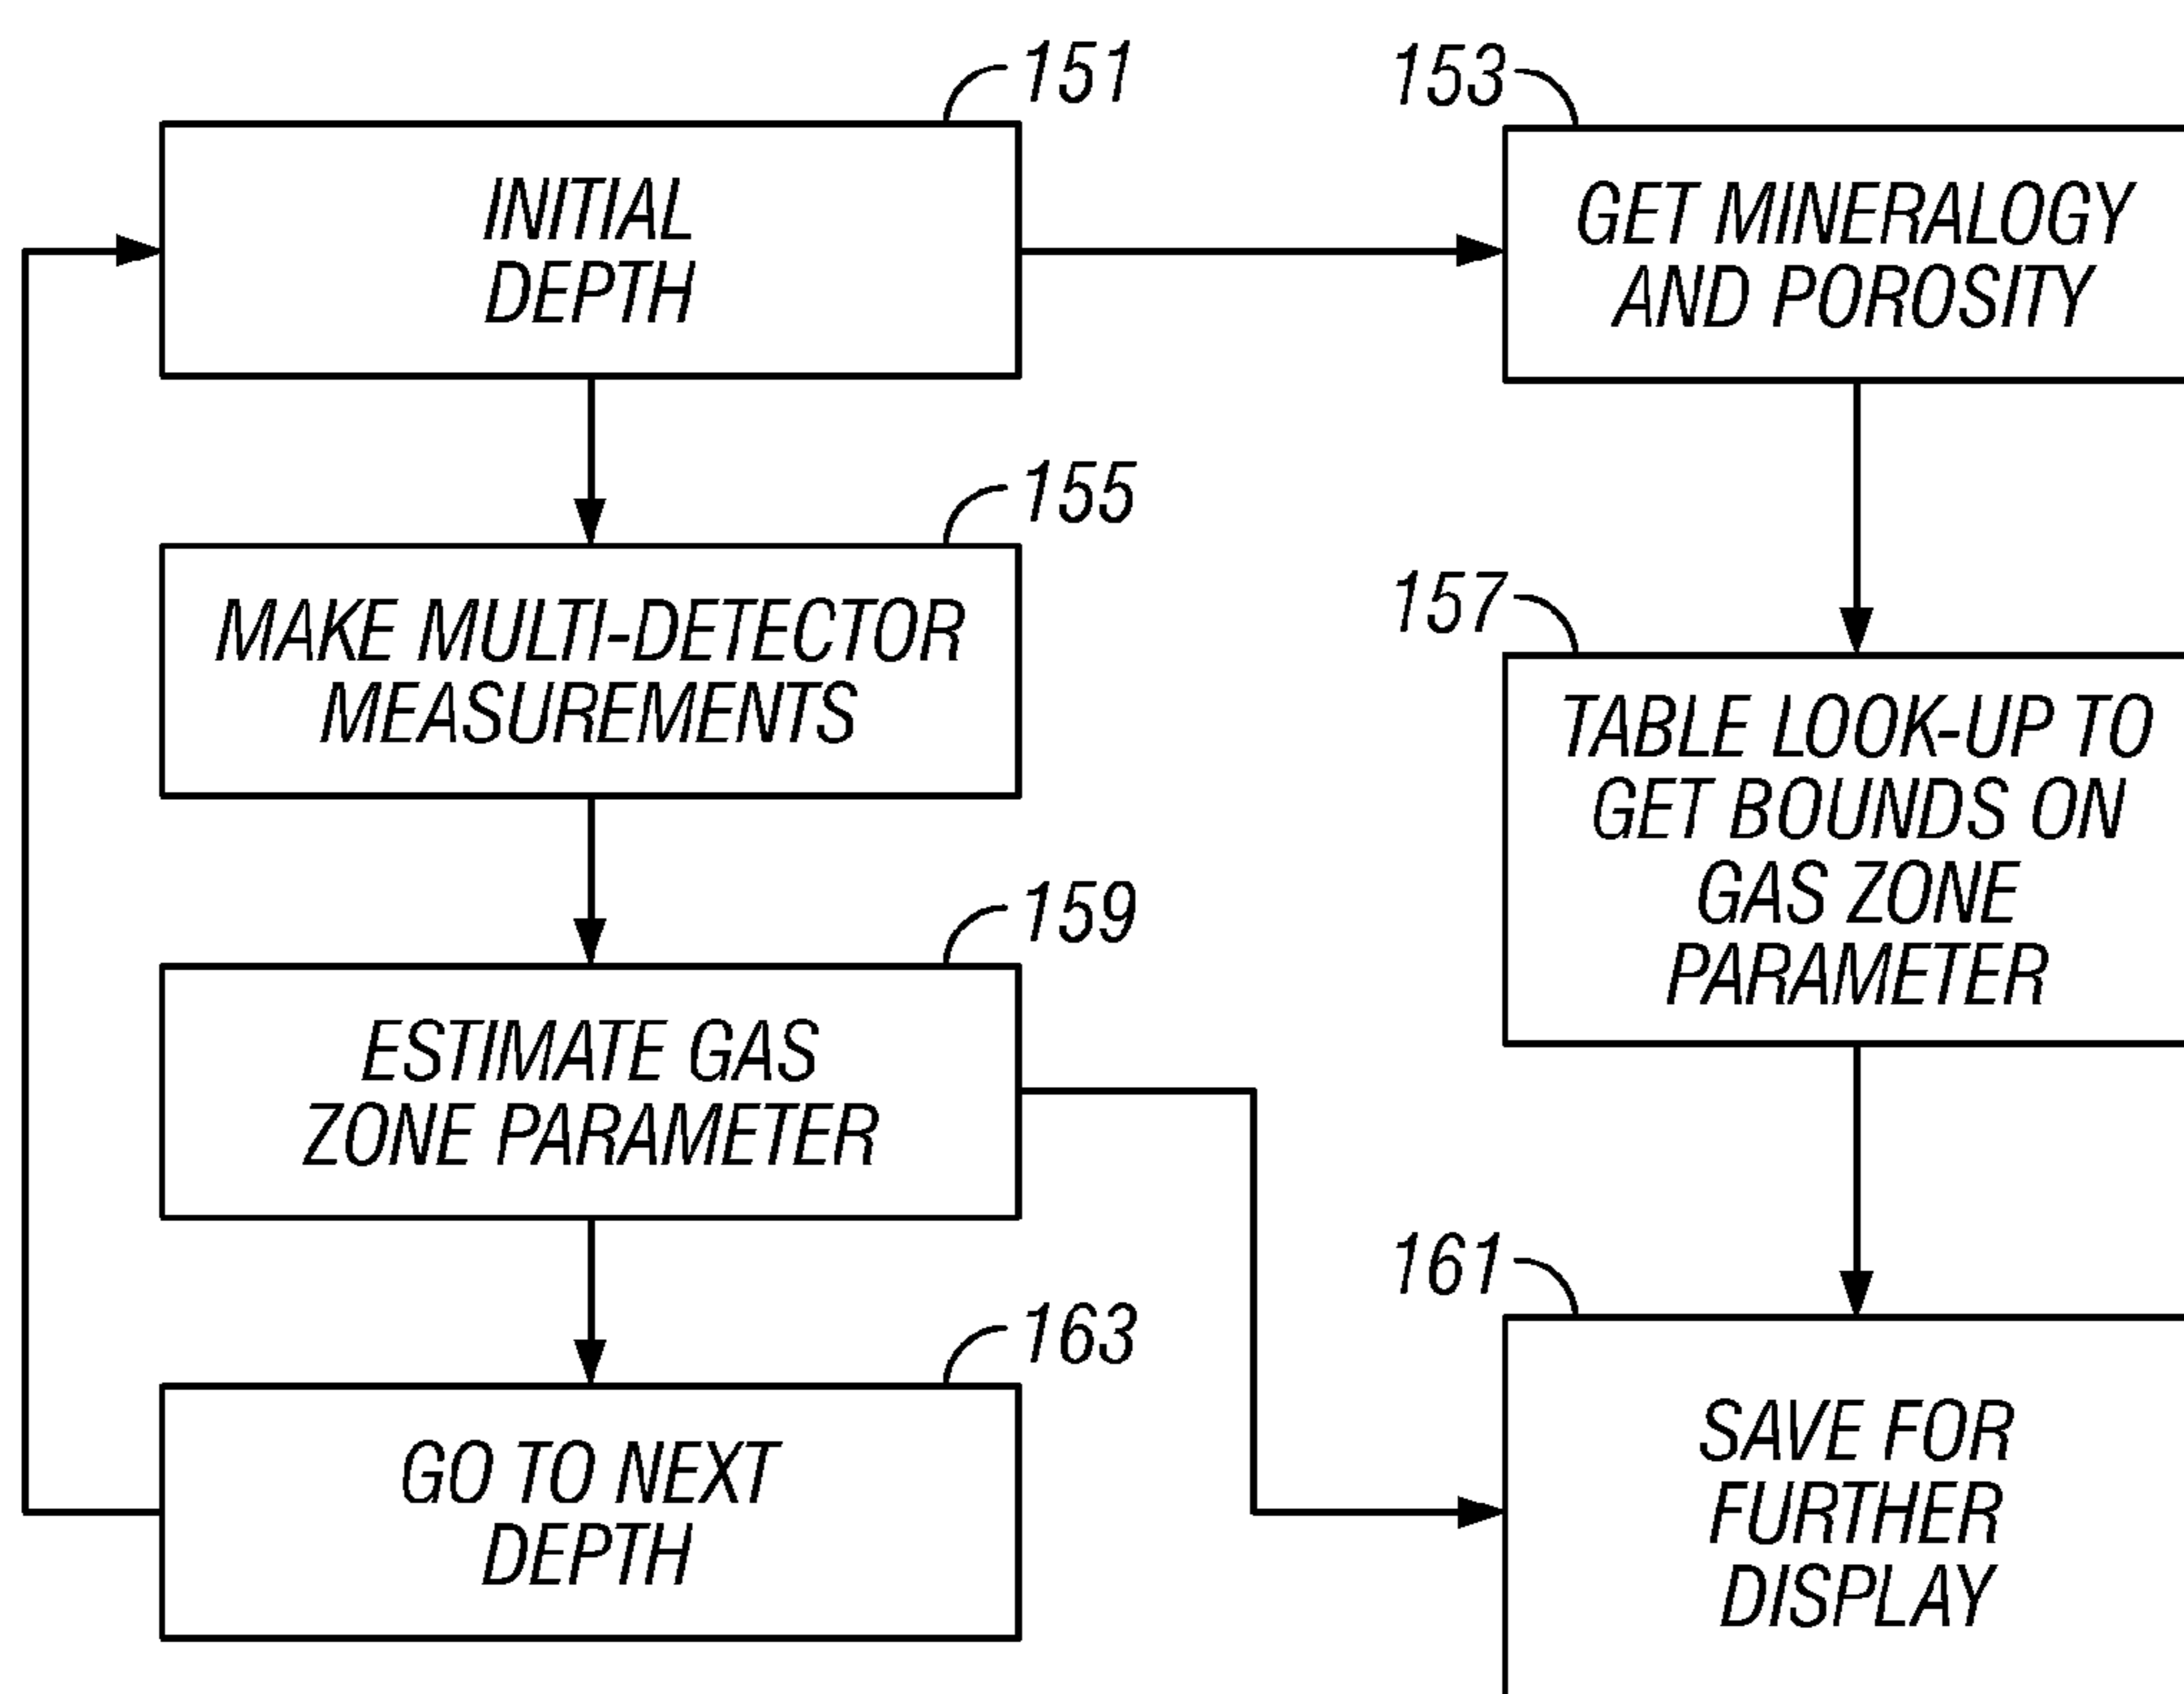 151
INITIAL
DEPTH
153
GET MINERALOGY
AND POROSITY
155
MAKE MULTI-DETECTOR
MEASUREMENTS
157
TABLE LOOK-UP TO
GET BOUNDS ON
GAS ZONE
PARAMETER
159
ESTIMATE GAS
ZONE PARAMETER
161
SAVE FOR
FURTHER
DISPLAY
163
GO TO NEXT
DEPTH